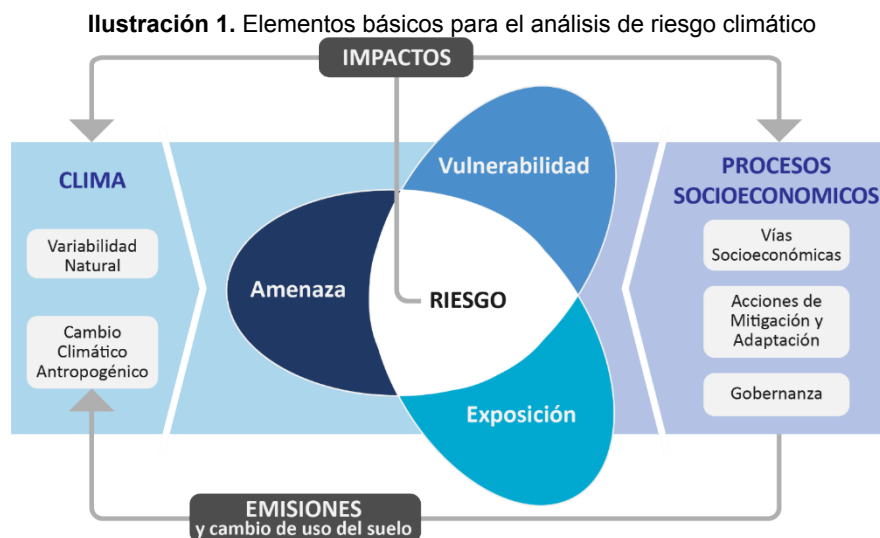 Ilustración 1. Elementos básicos para el análisis de riesgo climático
IMPACTOS
CLIMA
Variabilidad
Natural
Cambio
Climático
Antropogénico
Vulnerabilidad
Amenaza
RIESGO
Exposición
PROCESOS
SOCIOECONOMICOS
Vías
Socioeconómicas
Acciones de
Mitigación y
Adaptación
Gobernanza
EMISIONES
y cambio de uso del suelo